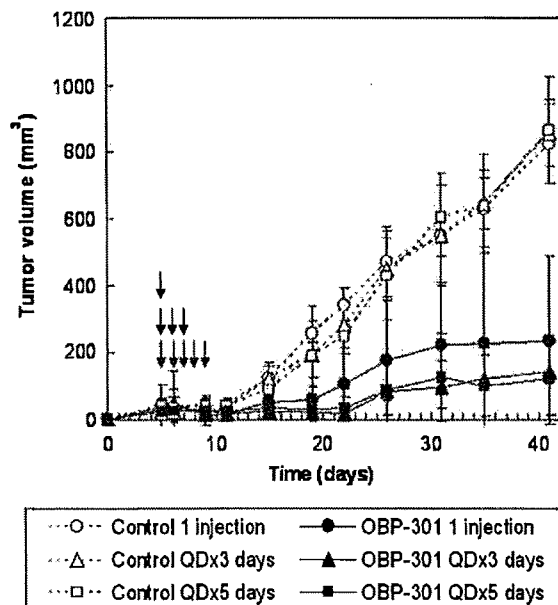 1200
1000
800
600
400
200
0
Tumor volume (mm³)
0 10 20 30 40
Time (days)
Control 1 injection
OBP-301 1 injection
Control QDx3 days
OBP-301 QDx3 days
Control QDx5 days
OBP-301 QDx5 days